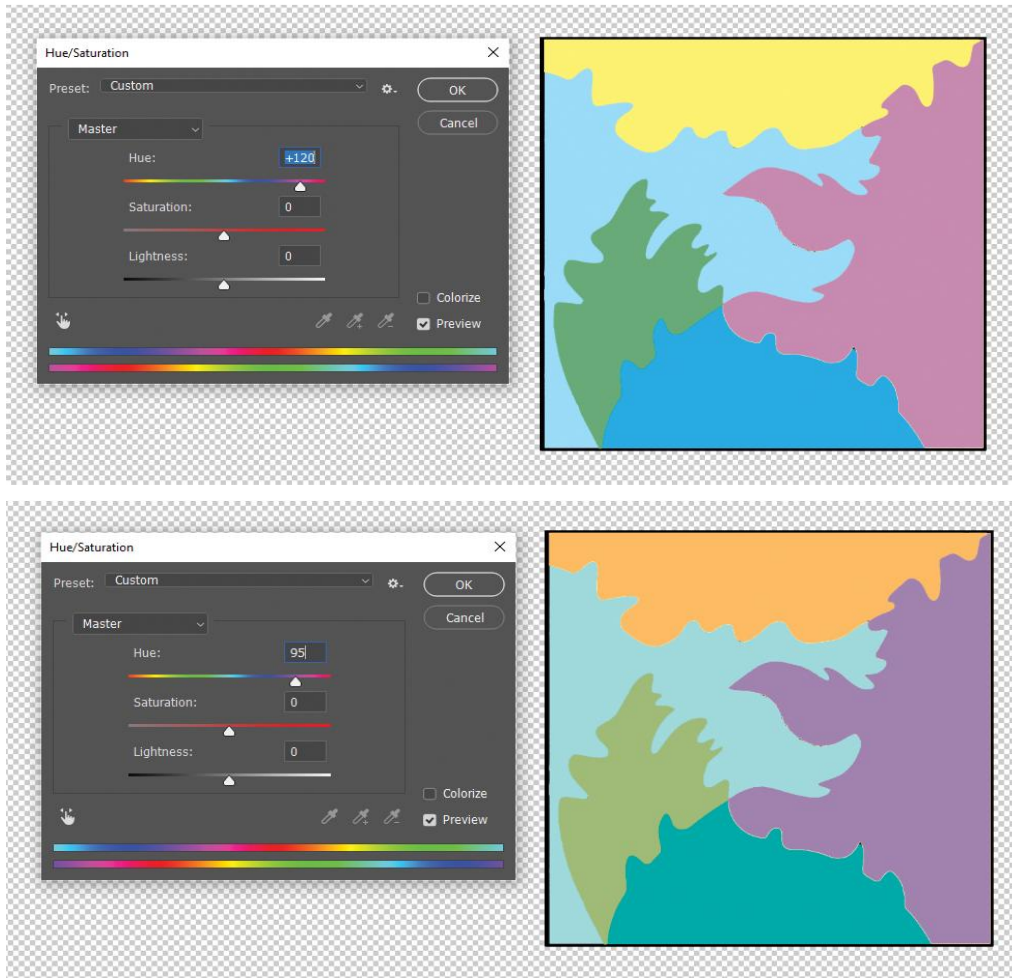 Hue/Saturation
Preset: Custom
OK
Cancel
Master
Hue: +120
Saturation: 0
Lightness: 0
Colorize
Preview
Hue/Saturation
Preset: Custom
OK
Cancel
Master
Hue: 95
Saturation: 0
Lightness: 0
Colorize
Preview